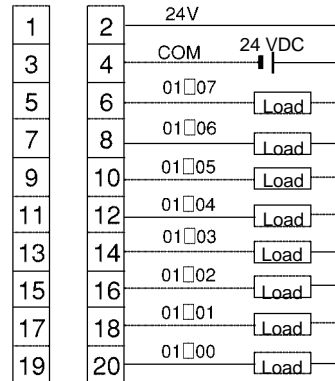 24V
1 2
COM 24 VDC
3 4
01□07
5 6 Load
01□06
7 8 Load
01□05
9 10 Load
01□04
11 12 Load
01□03
13 14 Load
01□02
15 16 Load
01□01
17 18 Load
01□00
19 20 Load